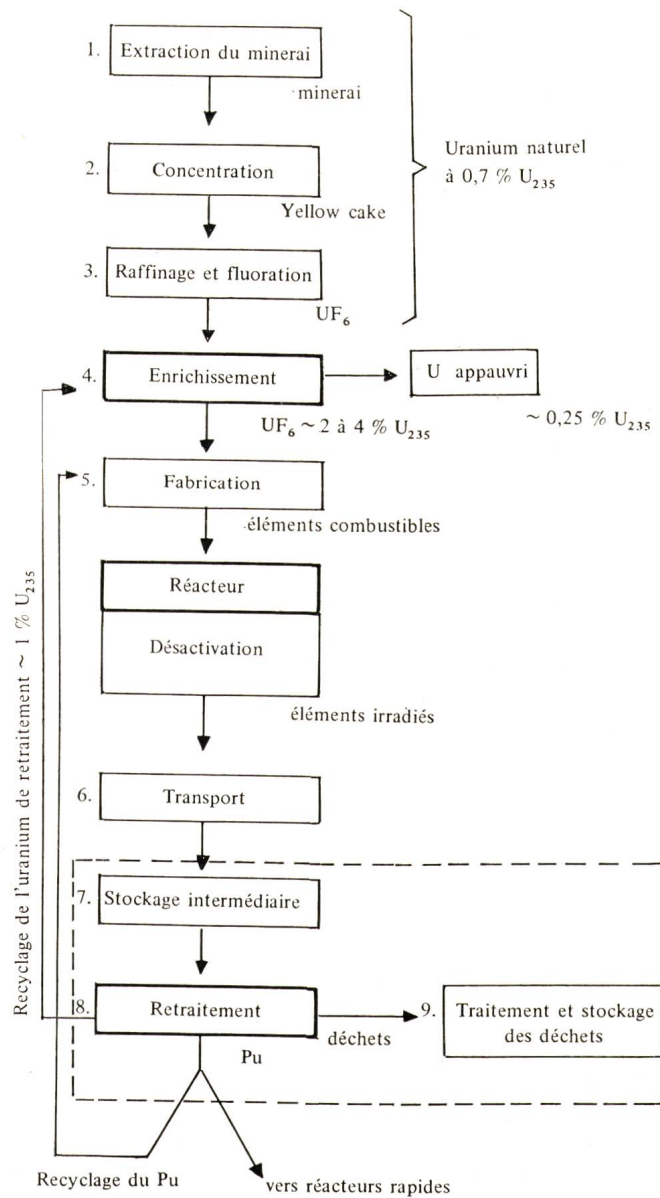 1. Extraction du minerai
minerai
2. Concentration
Yellow cake
3. Raffinage et fluoration
UF₆
Uranium naturel
à 0,7 % U₂₃₅
4. Enrichissement
U appauvri
UF₆ ~ 2 à 4 % U₂₃₅
~ 0,25 % U₂₃₅
5. Fabrication
éléments combustibles
Réacteur
Désactivation
éléments irradiés
6. Transport
7. Stockage intermédiaire
8. Retraitement
déchets
9. Traitement et stockage
des déchets
Pu
Recyclage du Pu
vers réacteurs rapides
Recyclage de l'uranium de retraitement ~ 1 % U₂₃₅